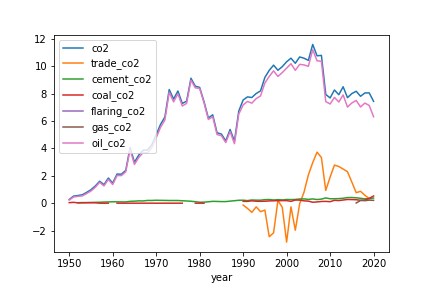 12
10
8
6
4
2
0
−2
co2
trade_co2
cement_co2
coal_co2
flaring_co2
gas_co2
oil_co2
1950 1960 1970 1980 1990 2000 2010 2020
year